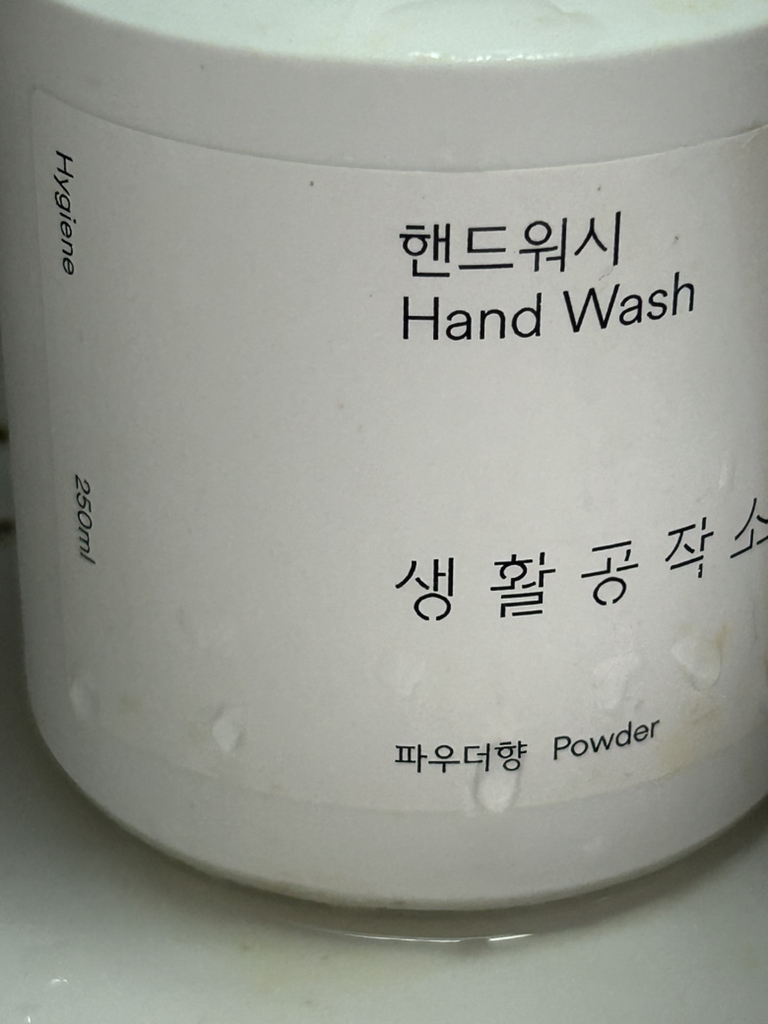 Hygiene
250ml
핸드워시
Hand Wash
생활공작소
파우더향 Powder